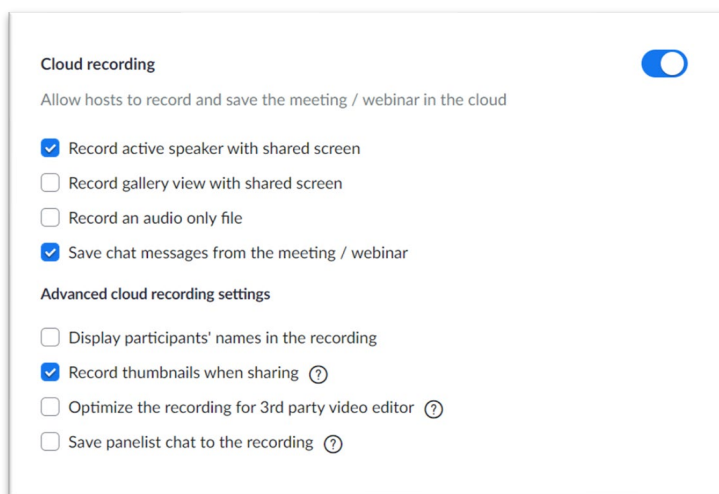 Cloud recording
Allow hosts to record and save the meeting / webinar in the cloud
Record active speaker with shared screen
Record gallery view with shared screen
Record an audio only file
Save chat messages from the meeting / webinar
Advanced cloud recording settings
Display participants' names in the recording
Record thumbnails when sharing ?
Optimize the recording for 3rd party video editor ?
Save panelist chat to the recording ?